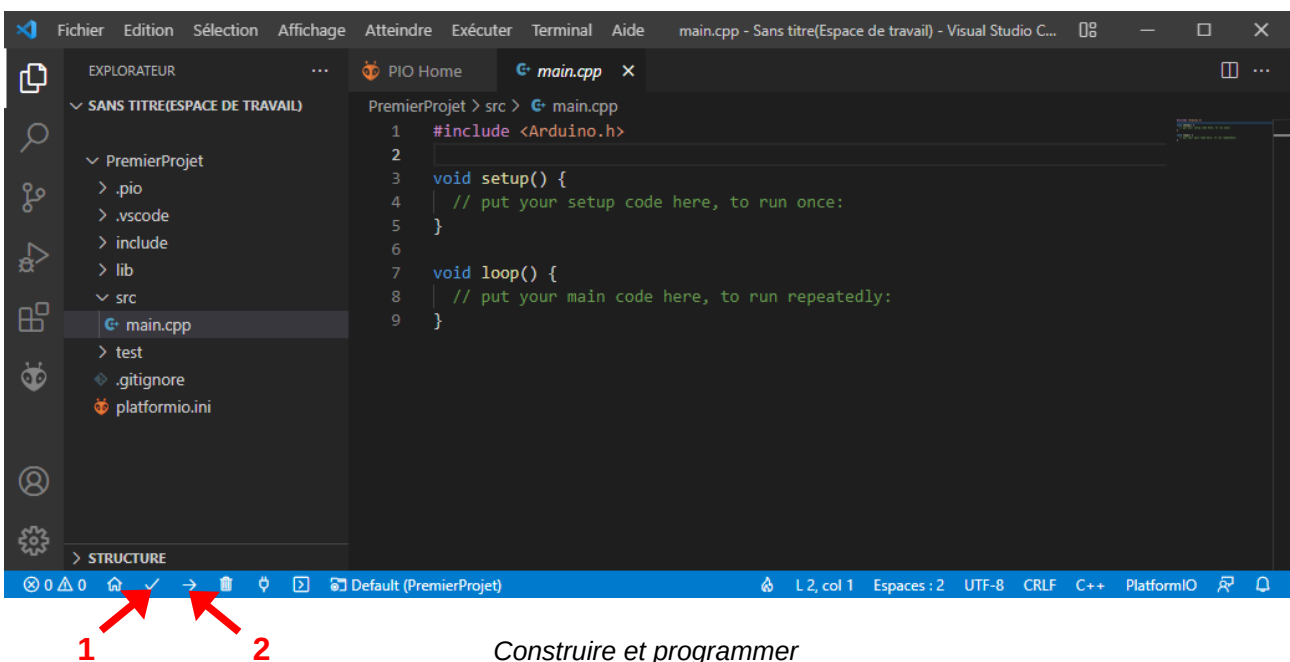 Fichier Edition Sélection Affichage Atteindre Exécuter Terminal Aide main.cpp - Sans titre(Espace de travail) - Visual Studio C...
EXPLORATEUR ...
PIO Home main.cpp
SANS TITRE(ESPACE DE TRAVAIL)
PremierProjet > src > main.cpp
PremierProjet
.pio
.vscode
include
lib
src
main.cpp
test
.gitignore
platformio.ini
STRUCTURE
1 #include <Arduino.h>
2
3 void setup() {
4 // put your setup code here, to run once:
5 }
6
7 void loop() {
8 // put your main code here, to run repeatedly:
9 }
0 0 Default (PremierProjet) L 2, col 1 Espaces : 2 UTF-8 CRLF C++ PlatformIO
1 2
Construire et programmer